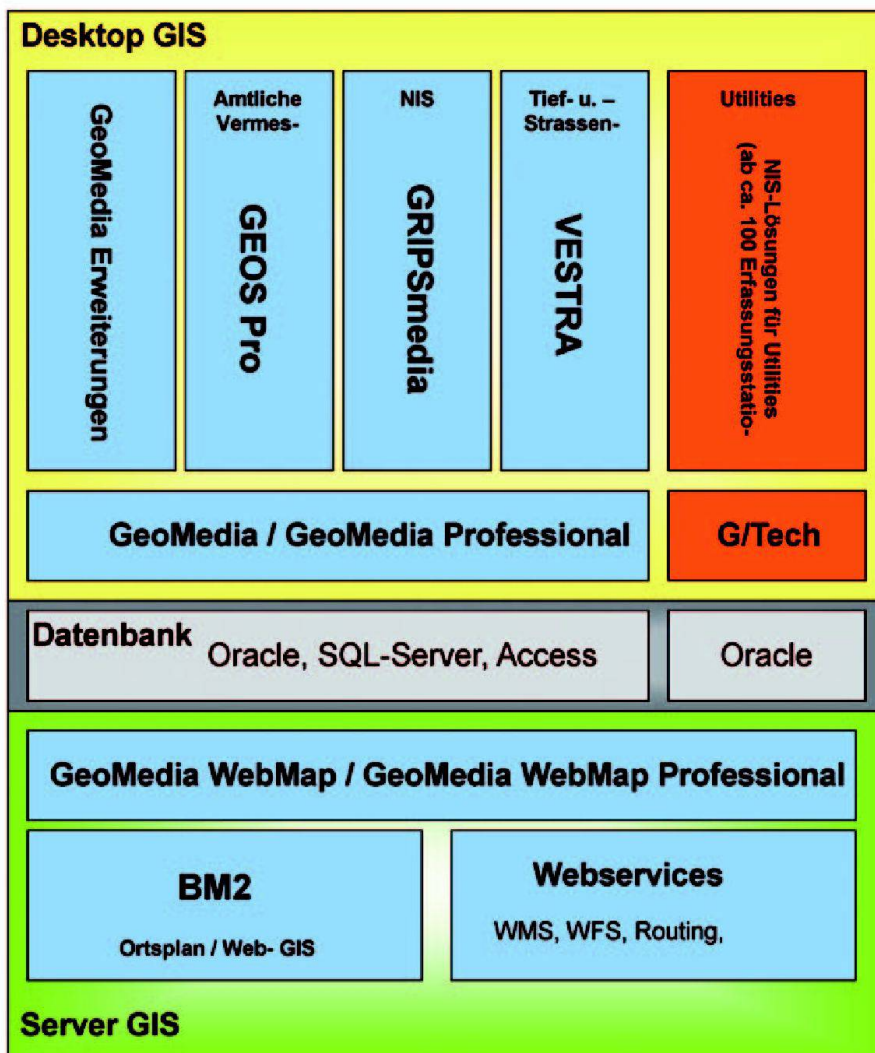 Desktop GIS
GeoMedia Erweiterungen
Amtliche
Vermes-
GEOS Pro
NIS
GRIPSmedia
Tief- u. –
Strassen-
VESTRA
Utilities
NIS-Lösungen für Utilities
(ab ca. 100 Erfassungsstatio-
GeoMedia / GeoMedia Professional
G/Tech
Datenbank
Oracle, SQL-Server, Access
Oracle
GeoMedia WebMap / GeoMedia WebMap Professional
BM2
Ortsplan / Web- GIS
Webservices
WMS, WFS, Routing,
Server GIS